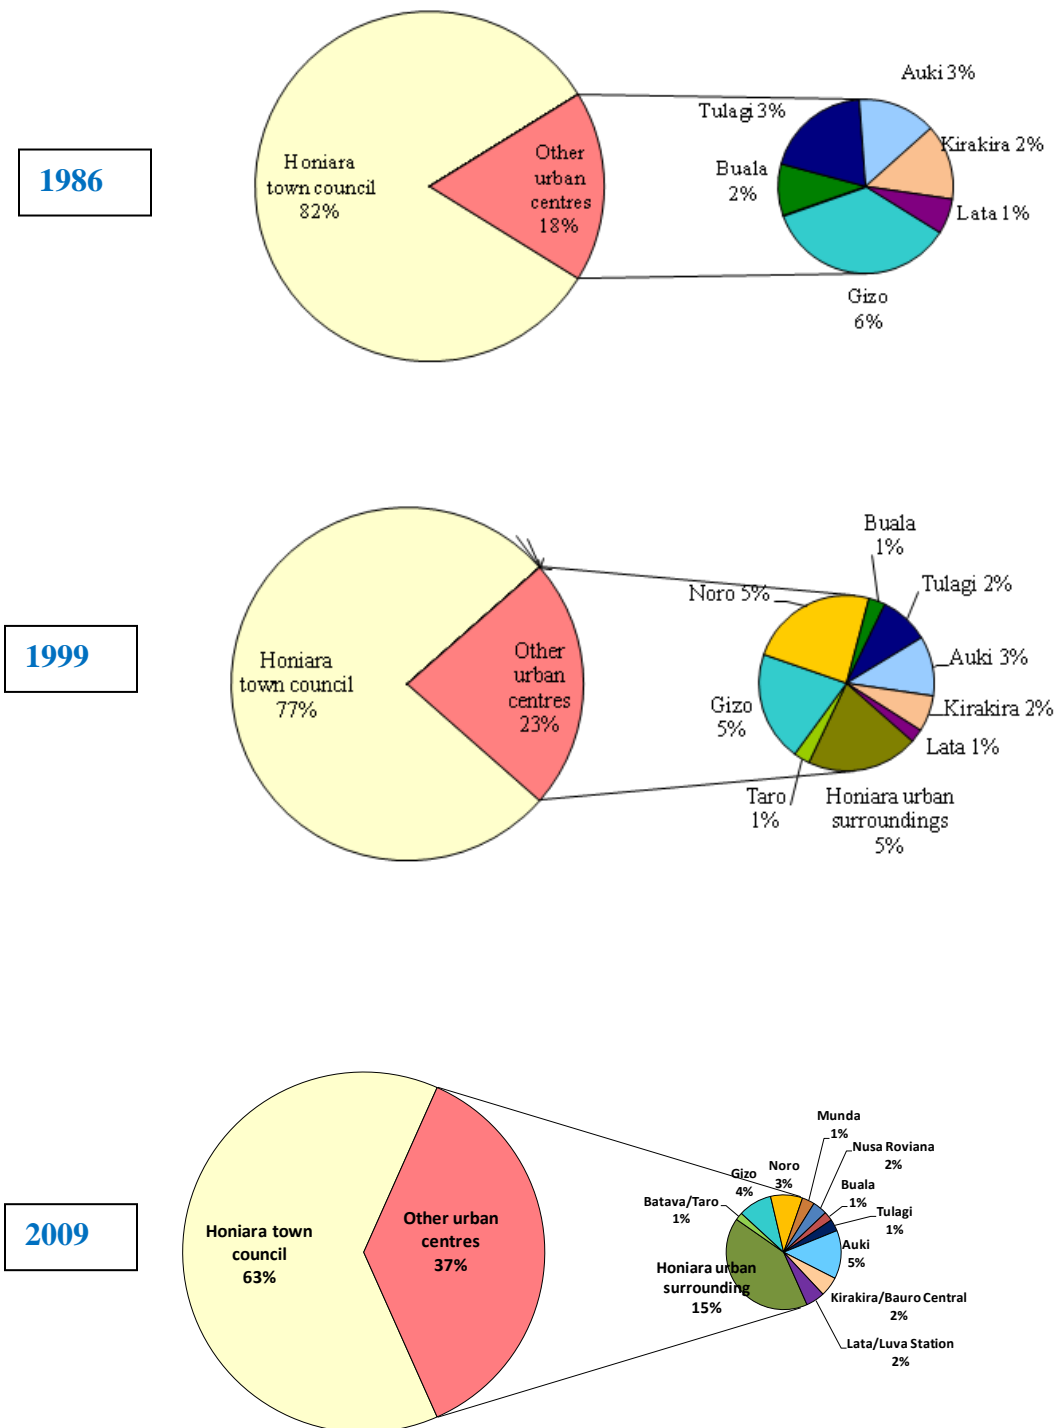 1986
Honiara
town council
82%
Other
urban
centres
18%
Auki 3%
Tulagi 3%
Kirakira 2%
Buala
2%
Lata 1%
Gizo
6%
1999
Honiara
town council
77%
Other
urban
centres
23%
Buala
1%
Noro 5%
Tulagi 2%
Auki 3%
Gizo
5%
Kirakira 2%
Lata 1%
Taro
1%
Honiara urban
surroundings
5%
2009
Honiara town
council
63%
Other urban
centres
37%
Munda
1%
Nusa Roviana
2%
Noro
3%
Gizo
4%
Buala
1%
Batava/Taro
1%
Tulagi
1%
Auki
5%
Honiara urban
surrounding
15%
Kirakira/Bauro Central
2%
Lata/Luva Station
2%